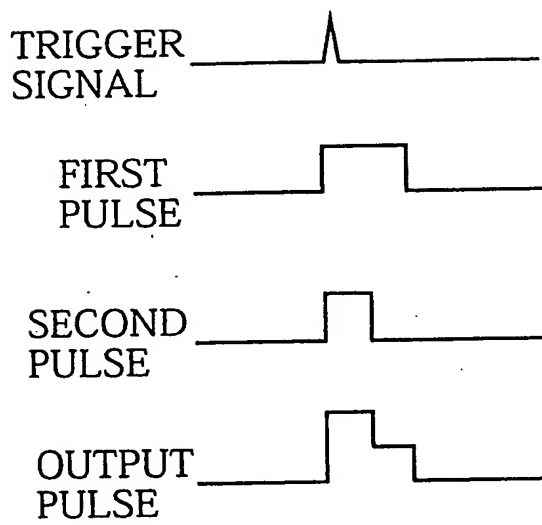 TRIGGER
SIGNAL
FIRST
PULSE
SECOND
PULSE
OUTPUT
PULSE